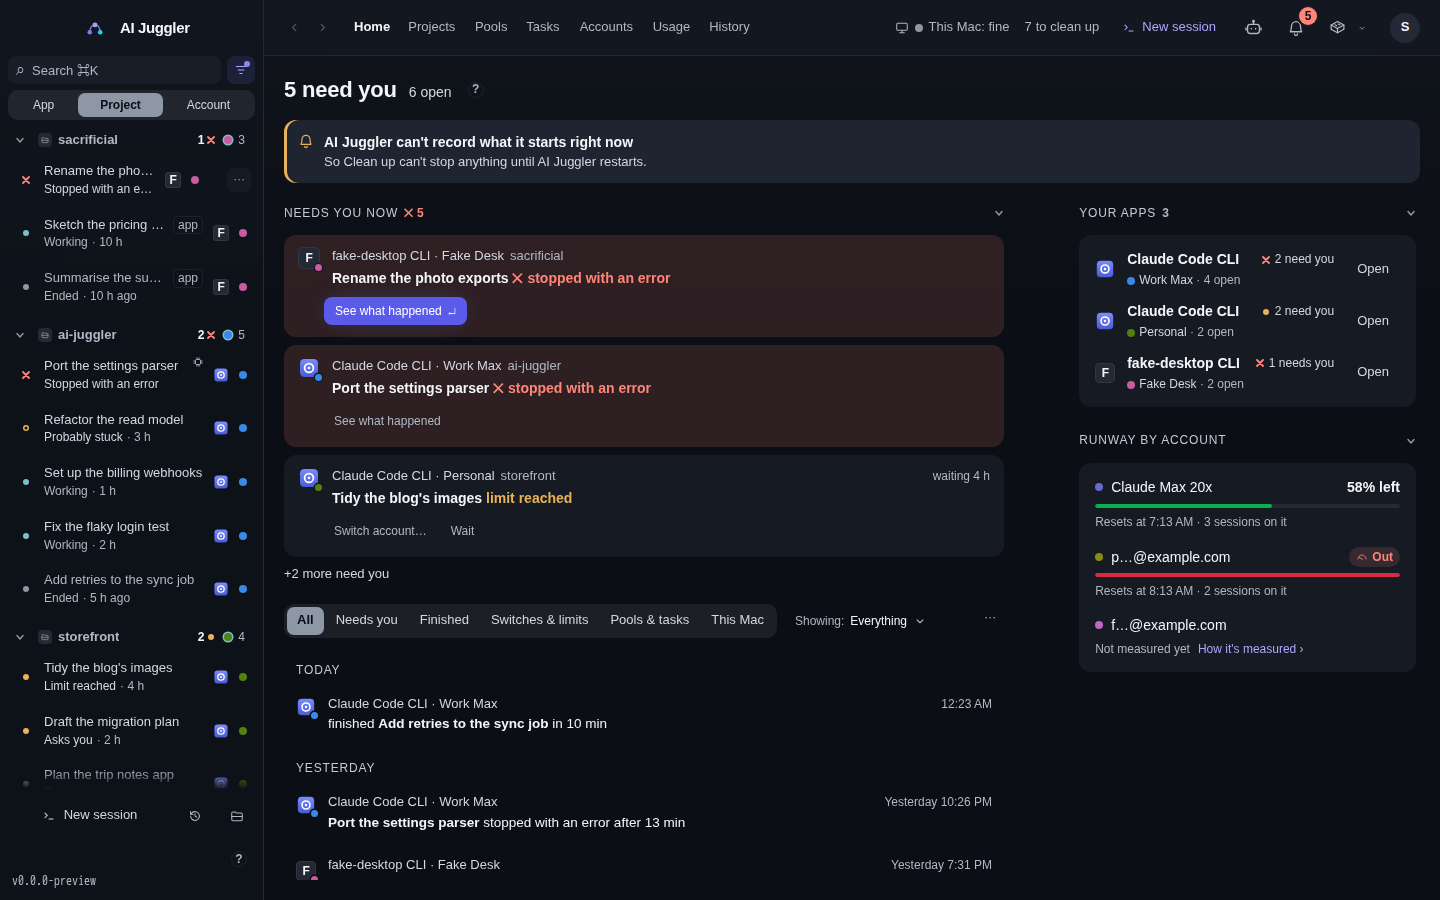 AI Juggler
Search ⌘K
App Project Account
sacrificial 1 3
Rename the pho…
Stopped with an e…
F
Sketch the pricing … app
Working · 10 h
F
Summarise the su… app
Ended · 10 h ago
F
ai-juggler 2 5
Port the settings parser
Stopped with an error
Refactor the read model
Probably stuck · 3 h
Set up the billing webhooks
Working · 1 h
Fix the flaky login test
Working · 2 h
Add retries to the sync job
Ended · 5 h ago
storefront 2 4
Tidy the blog's images
Limit reached · 4 h
Draft the migration plan
Asks you · 2 h
Plan the trip notes app
New session
?
v0.0.0-preview
Home Projects Pools Tasks Accounts Usage History
This Mac: fine 7 to clean up New session 5 S
5 need you 6 open ?
AI Juggler can't record what it starts right now
So Clean up can't stop anything until AI Juggler restarts.
NEEDS YOU NOW 5
F
fake-desktop CLI · Fake Desk sacrificial
Rename the photo exports stopped with an error
See what happened
Claude Code CLI · Work Max ai-juggler
Port the settings parser stopped with an error
See what happened
Claude Code CLI · Personal storefront waiting 4 h
Tidy the blog's images limit reached
Switch account… Wait
+2 more need you
All Needs you Finished Switches & limits Pools & tasks This Mac
Showing: Everything …
TODAY
Claude Code CLI · Work Max 12:23 AM
finished Add retries to the sync job in 10 min
YESTERDAY
Claude Code CLI · Work Max Yesterday 10:26 PM
Port the settings parser stopped with an error after 13 min
F
fake-desktop CLI · Fake Desk Yesterday 7:31 PM
YOUR APPS 3
Claude Code CLI 2 need you Open
Work Max · 4 open
Claude Code CLI 2 need you Open
Personal · 2 open
F
fake-desktop CLI 1 needs you Open
Fake Desk · 2 open
RUNWAY BY ACCOUNT
Claude Max 20x 58% left
Resets at 7:13 AM · 3 sessions on it
p…@example.com Out
Resets at 8:13 AM · 2 sessions on it
f…@example.com
Not measured yet How it's measured ›